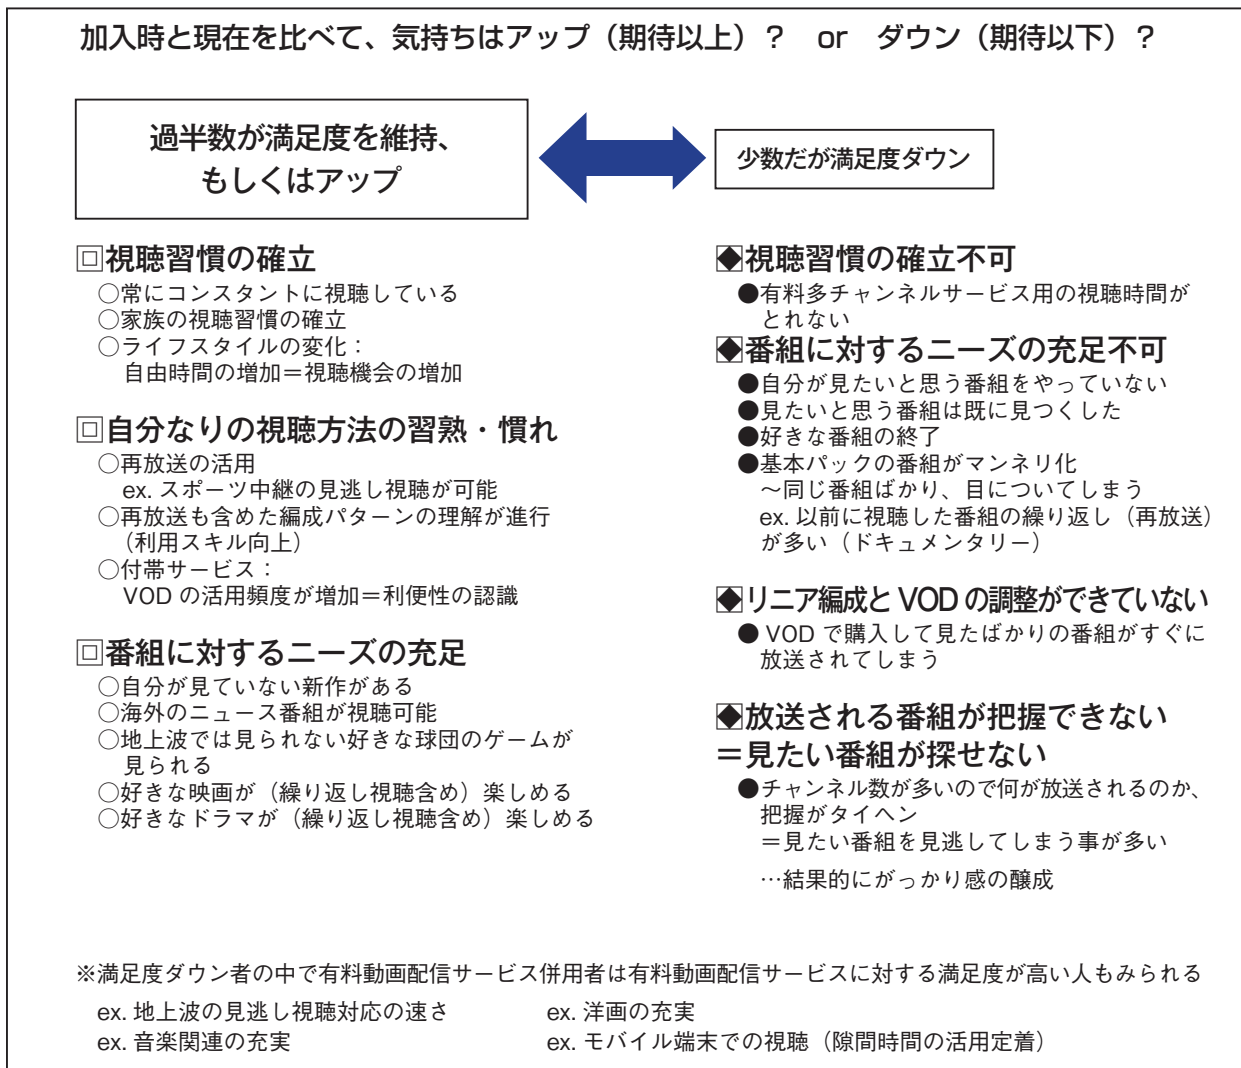 加入時と現在を比べて、気持ちはアップ（期待以上）？　or　ダウン（期待以下）？
過半数が満足度を維持、
もしくはアップ
少数だが満足度ダウン
□視聴習慣の確立
○常にコンスタントに視聴している
○家族の視聴習慣の確立
○ライフスタイルの変化：
自由時間の増加＝視聴機会の増加
□自分なりの視聴方法の習熟・慣れ
○再放送の活用
ex. スポーツ中継の見逃し視聴が可能
○再放送も含めた編成パターンの理解が進行
（利用スキル向上）
○付帯サービス：
VOD の活用頻度が増加＝利便性の認識
□番組に対するニーズの充足
○自分が見ていない新作がある
○海外のニュース番組が視聴可能
○地上波では見られない好きな球団のゲームが
見られる
○好きな映画が（繰り返し視聴含め）楽しめる
○好きなドラマが（繰り返し視聴含め）楽しめる
◆視聴習慣の確立不可
●有料多チャンネルサービス用の視聴時間が
とれない
◆番組に対するニーズの充足不可
●自分が見たいと思う番組をやっていない
●見たいと思う番組は既に見つくした
●好きな番組の終了
●基本パックの番組がマンネリ化
～同じ番組ばかり、目についてしまう
ex. 以前に視聴した番組の繰り返し（再放送）
が多い（ドキュメンタリー）
◆リニア編成と VOD の調整ができていない
● VOD で購入して見たばかりの番組がすぐに
放送されてしまう
◆放送される番組が把握できない
＝見たい番組が探せない
●チャンネル数が多いので何が放送されるのか、
把握がタイヘン
＝見たい番組を見逃してしまう事が多い
…結果的にがっかり感の醸成
※満足度ダウン者の中で有料動画配信サービス併用者は有料動画配信サービスに対する満足度が高い人もみられる
ex. 地上波の見逃し視聴対応の速さ
ex. 洋画の充実
ex. 音楽関連の充実
ex. モバイル端末での視聴（隙間時間の活用定着）